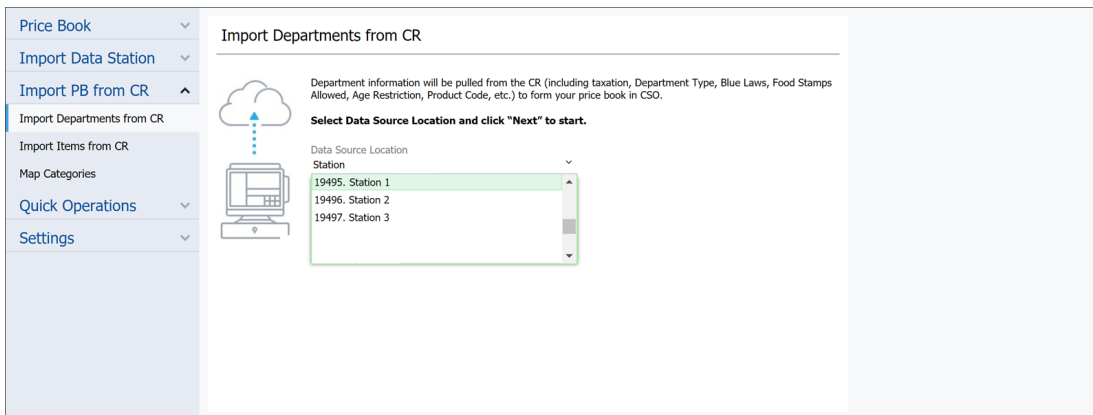 Price Book
Import Data Station
Import PB from CR
Import Departments from CR
Import Items from CR
Map Categories
Quick Operations
Settings
Import Departments from CR
Department information will be pulled from the CR (including taxation, Department Type, Blue Laws, Food Stamps
Allowed, Age Restriction, Product Code, etc.) to form your price book in CSO.
Select Data Source Location and click “Next” to start.
Data Source Location
Station
19495. Station 1
19496. Station 2
19497. Station 3